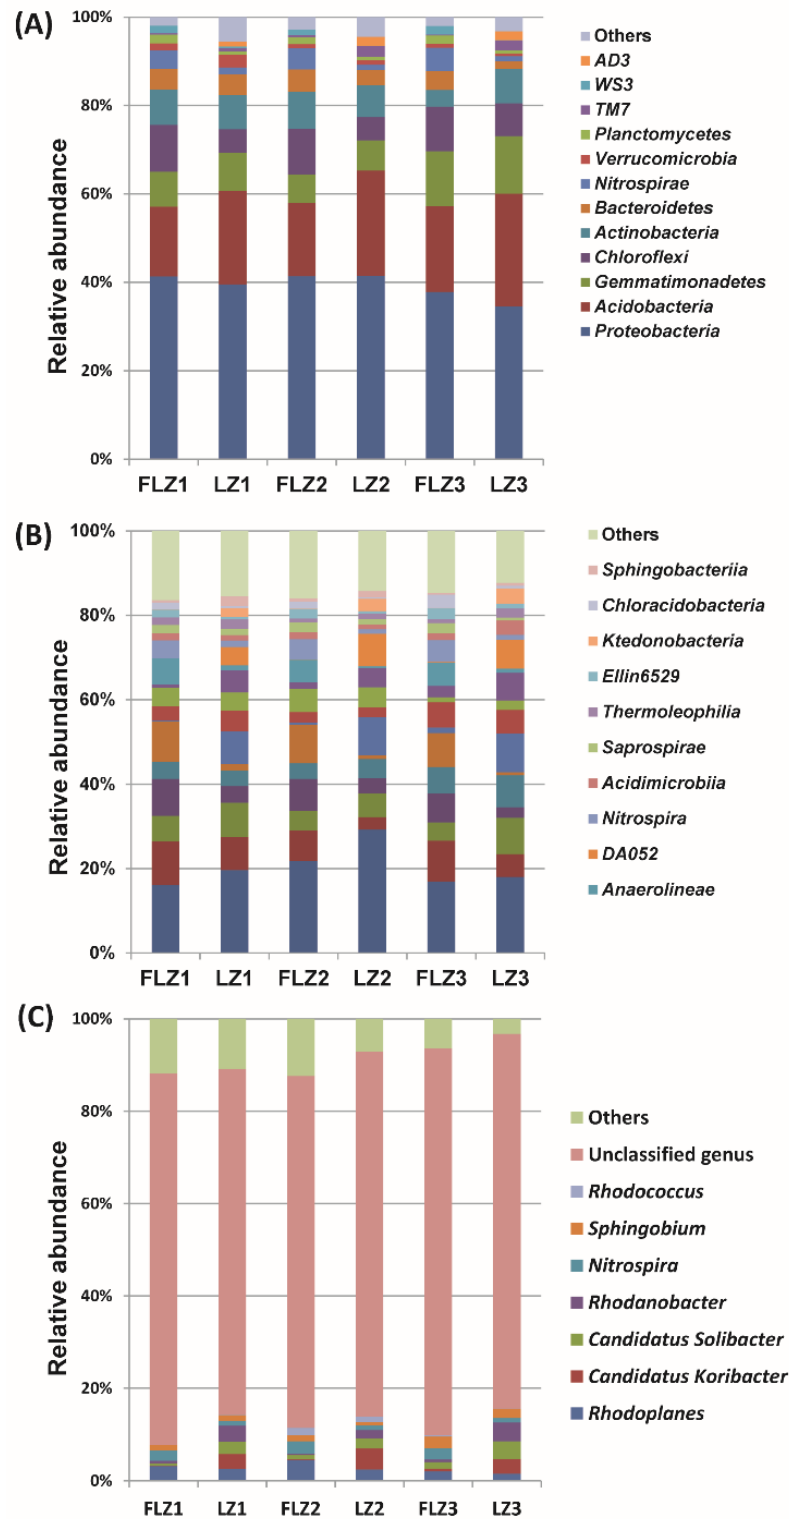 (A)
100%
80%
60%
40%
20%
0%
Relative abundance
FLZ1 LZ1 FLZ2 LZ2 FLZ3 LZ3
Others
AD3
WS3
TM7
Planctomycetes
Verrucomicrobia
Nitrospirae
Bacteroidetes
Actinobacteria
Chloroflexi
Gemmatimonadetes
Acidobacteria
Proteobacteria
(B)
100%
80%
60%
40%
20%
0%
Relative abundance
FLZ1 LZ1 FLZ2 LZ2 FLZ3 LZ3
Others
Sphingobacteriia
Chloracidobacteria
Ktedonobacteria
Ellin6529
Thermoleophilia
Saprospirae
Acidimicrobiia
Nitrospira
DA052
Anaerolineae
(C)
100%
80%
60%
40%
20%
0%
Relative abundance
FLZ1 LZ1 FLZ2 LZ2 FLZ3 LZ3
Others
Unclassified genus
Rhodococcus
Sphingobium
Nitrospira
Rhodanobacter
Candidatus Solibacter
Candidatus Koribacter
Rhodoplanes